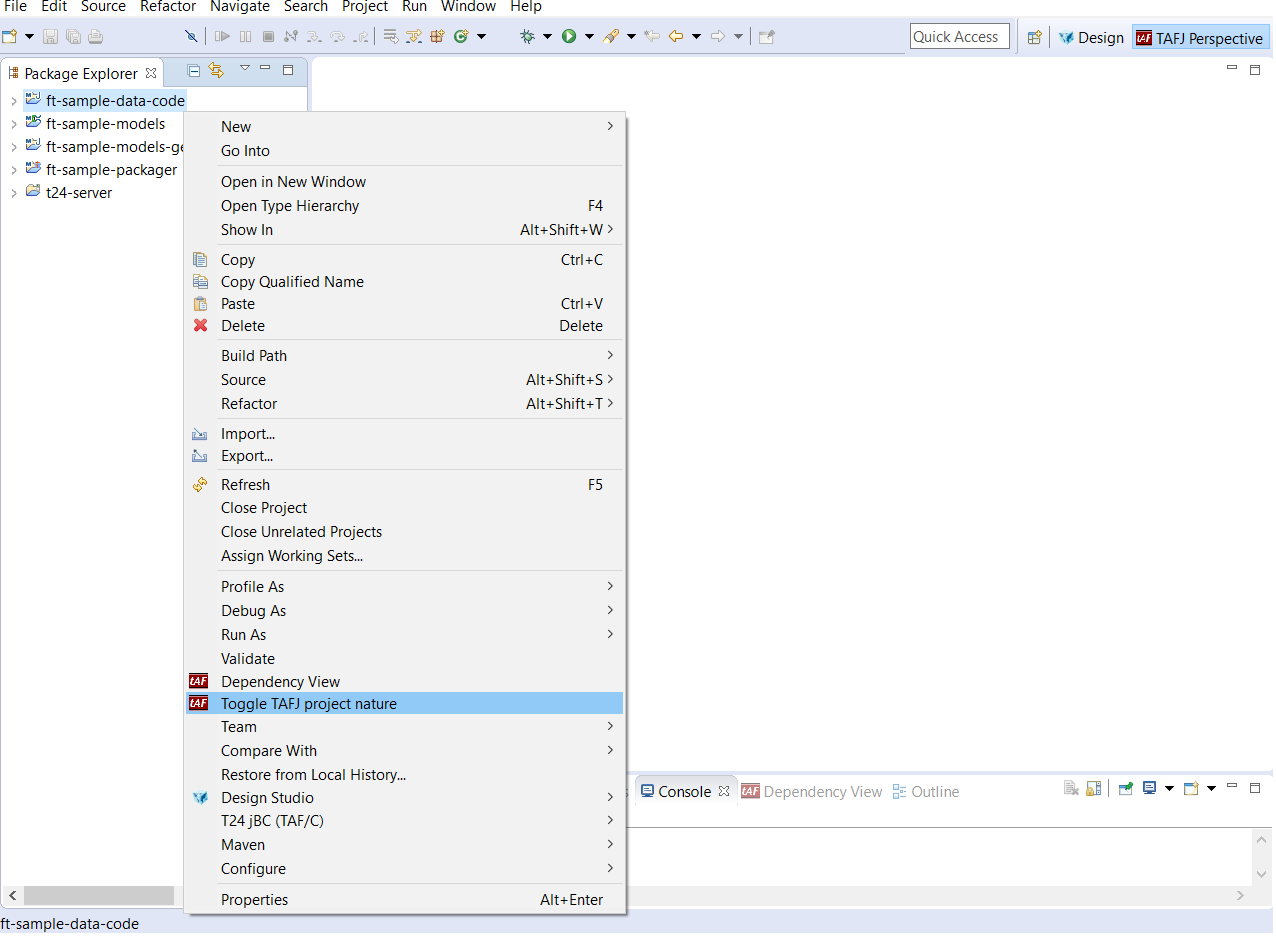 File Edit Source Refactor Navigate Search Project Run Window Help
Quick Access Design tAF TAFJ Perspective
Package Explorer
ft-sample-data-code
ft-sample-models
ft-sample-models-ge
ft-sample-packager
t24-server
New
Go Into
Open in New Window
Open Type Hierarchy F4
Show In Alt+Shift+W
Copy Ctrl+C
Copy Qualified Name
Paste Ctrl+V
Delete Delete
Build Path
Source Alt+Shift+S
Refactor Alt+Shift+T
Import...
Export...
Refresh F5
Close Project
Close Unrelated Projects
Assign Working Sets...
Profile As
Debug As
Run As
Validate
tAF Dependency View
tAF Toggle TAFJ project nature
Team
Compare With
Restore from Local History...
Design Studio
T24 jBC (TAF/C)
Maven
Configure
Properties Alt+Enter
Console tAF Dependency View Outline
ft-sample-data-code